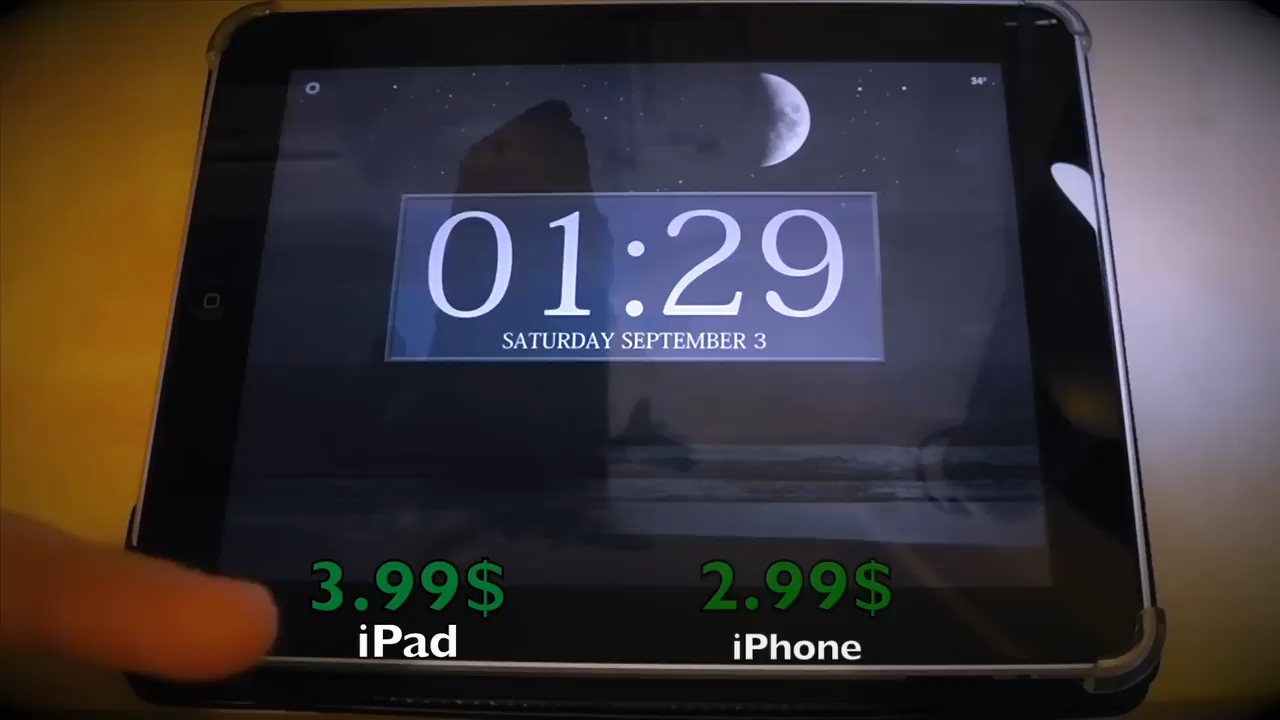 34°
01:29
SATURDAY SEPTEMBER 3
3.99$
2.99$
iPad
iPhone